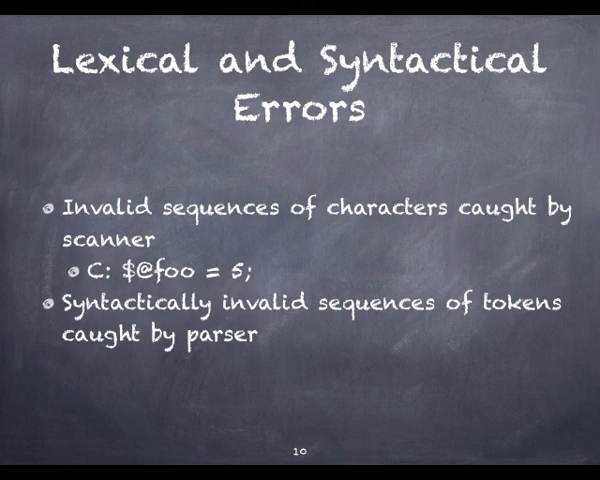 Lexical and Syntactical
Errors
Invalid sequences of characters caught by
scanner
C: $@foo = 5;
Syntactically invalid sequences of tokens
caught by parser
10